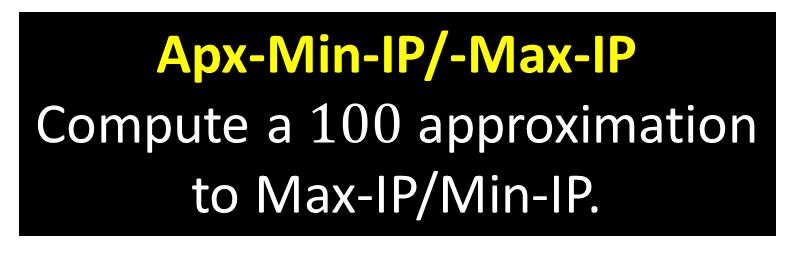 Apx-Min-IP/-Max-IP
Compute a 100 approximation
to Max-IP/Min-IP.